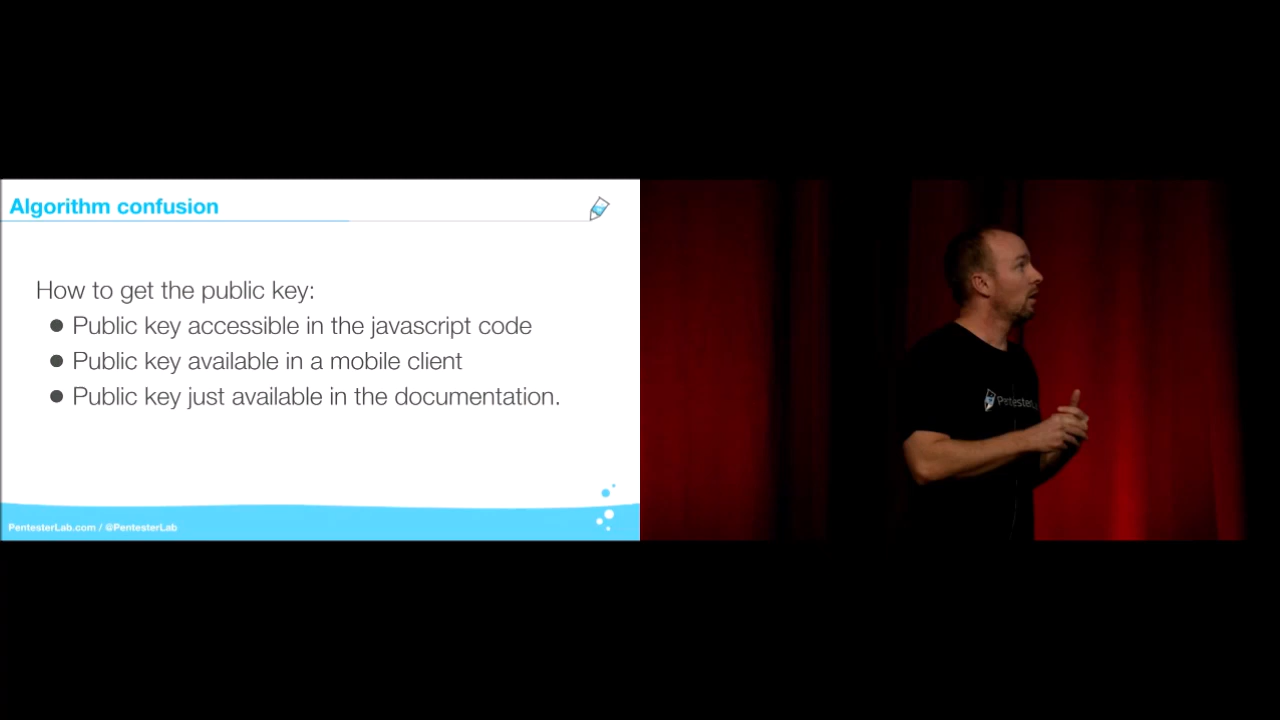 Algorithm confusion
How to get the public key:
● Public key accessible in the javascript code
● Public key available in a mobile client
● Public key just available in the documentation.
PentesterLab.com / @PentesterLab